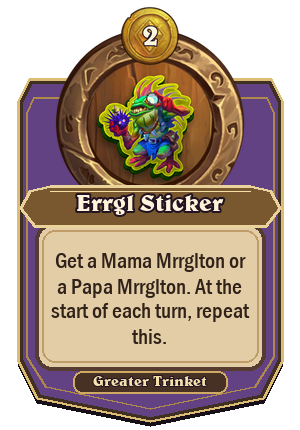 2
Errgl Sticker
Get a Mama Mrrglton or
a Papa Mrrglton. At the
start of each turn, repeat
this.
Greater Trinket